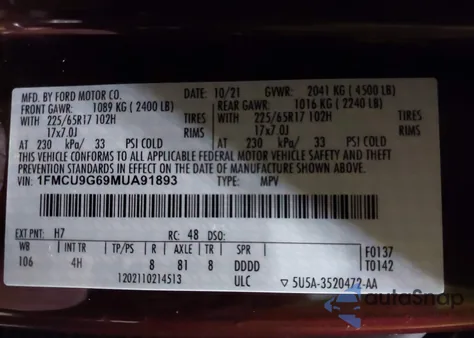 MFD. BY FORD MOTOR CO. DATE: 10/21 GVWR: 2041 KG ( 4500 LB)
FRONT GAWR: 1089 KG ( 2400 LB) REAR GAWR: 1016 KG ( 2240 LB)
WITH 225/65R17 102H TIRES WITH 225/65R17 102H TIRES
17x7.0J RIMS 17x7.0J RIMS
AT 230 kPa/ 33 PSI COLD AT 230 kPa/ 33 PSI COLD
THIS VEHICLE CONFORMS TO ALL APPLICABLE FEDERAL MOTOR VEHICLE SAFETY AND THEFT
PREVENTION STANDARDS IN EFFECT ON THE DATE OF MANUFACTURE SHOWN ABOVE.
VIN: 1FMCU9G69MUA91893 TYPE: MPV
EXT PNT: H7 RC: 48 DSO:
WB INT TR TP/PS R AXLE TR SPR F0137
106 4H 8 81 8 DDDD T0142
1202110214513 ULC ▽ 5U5A-3520472-AA
autoSnap